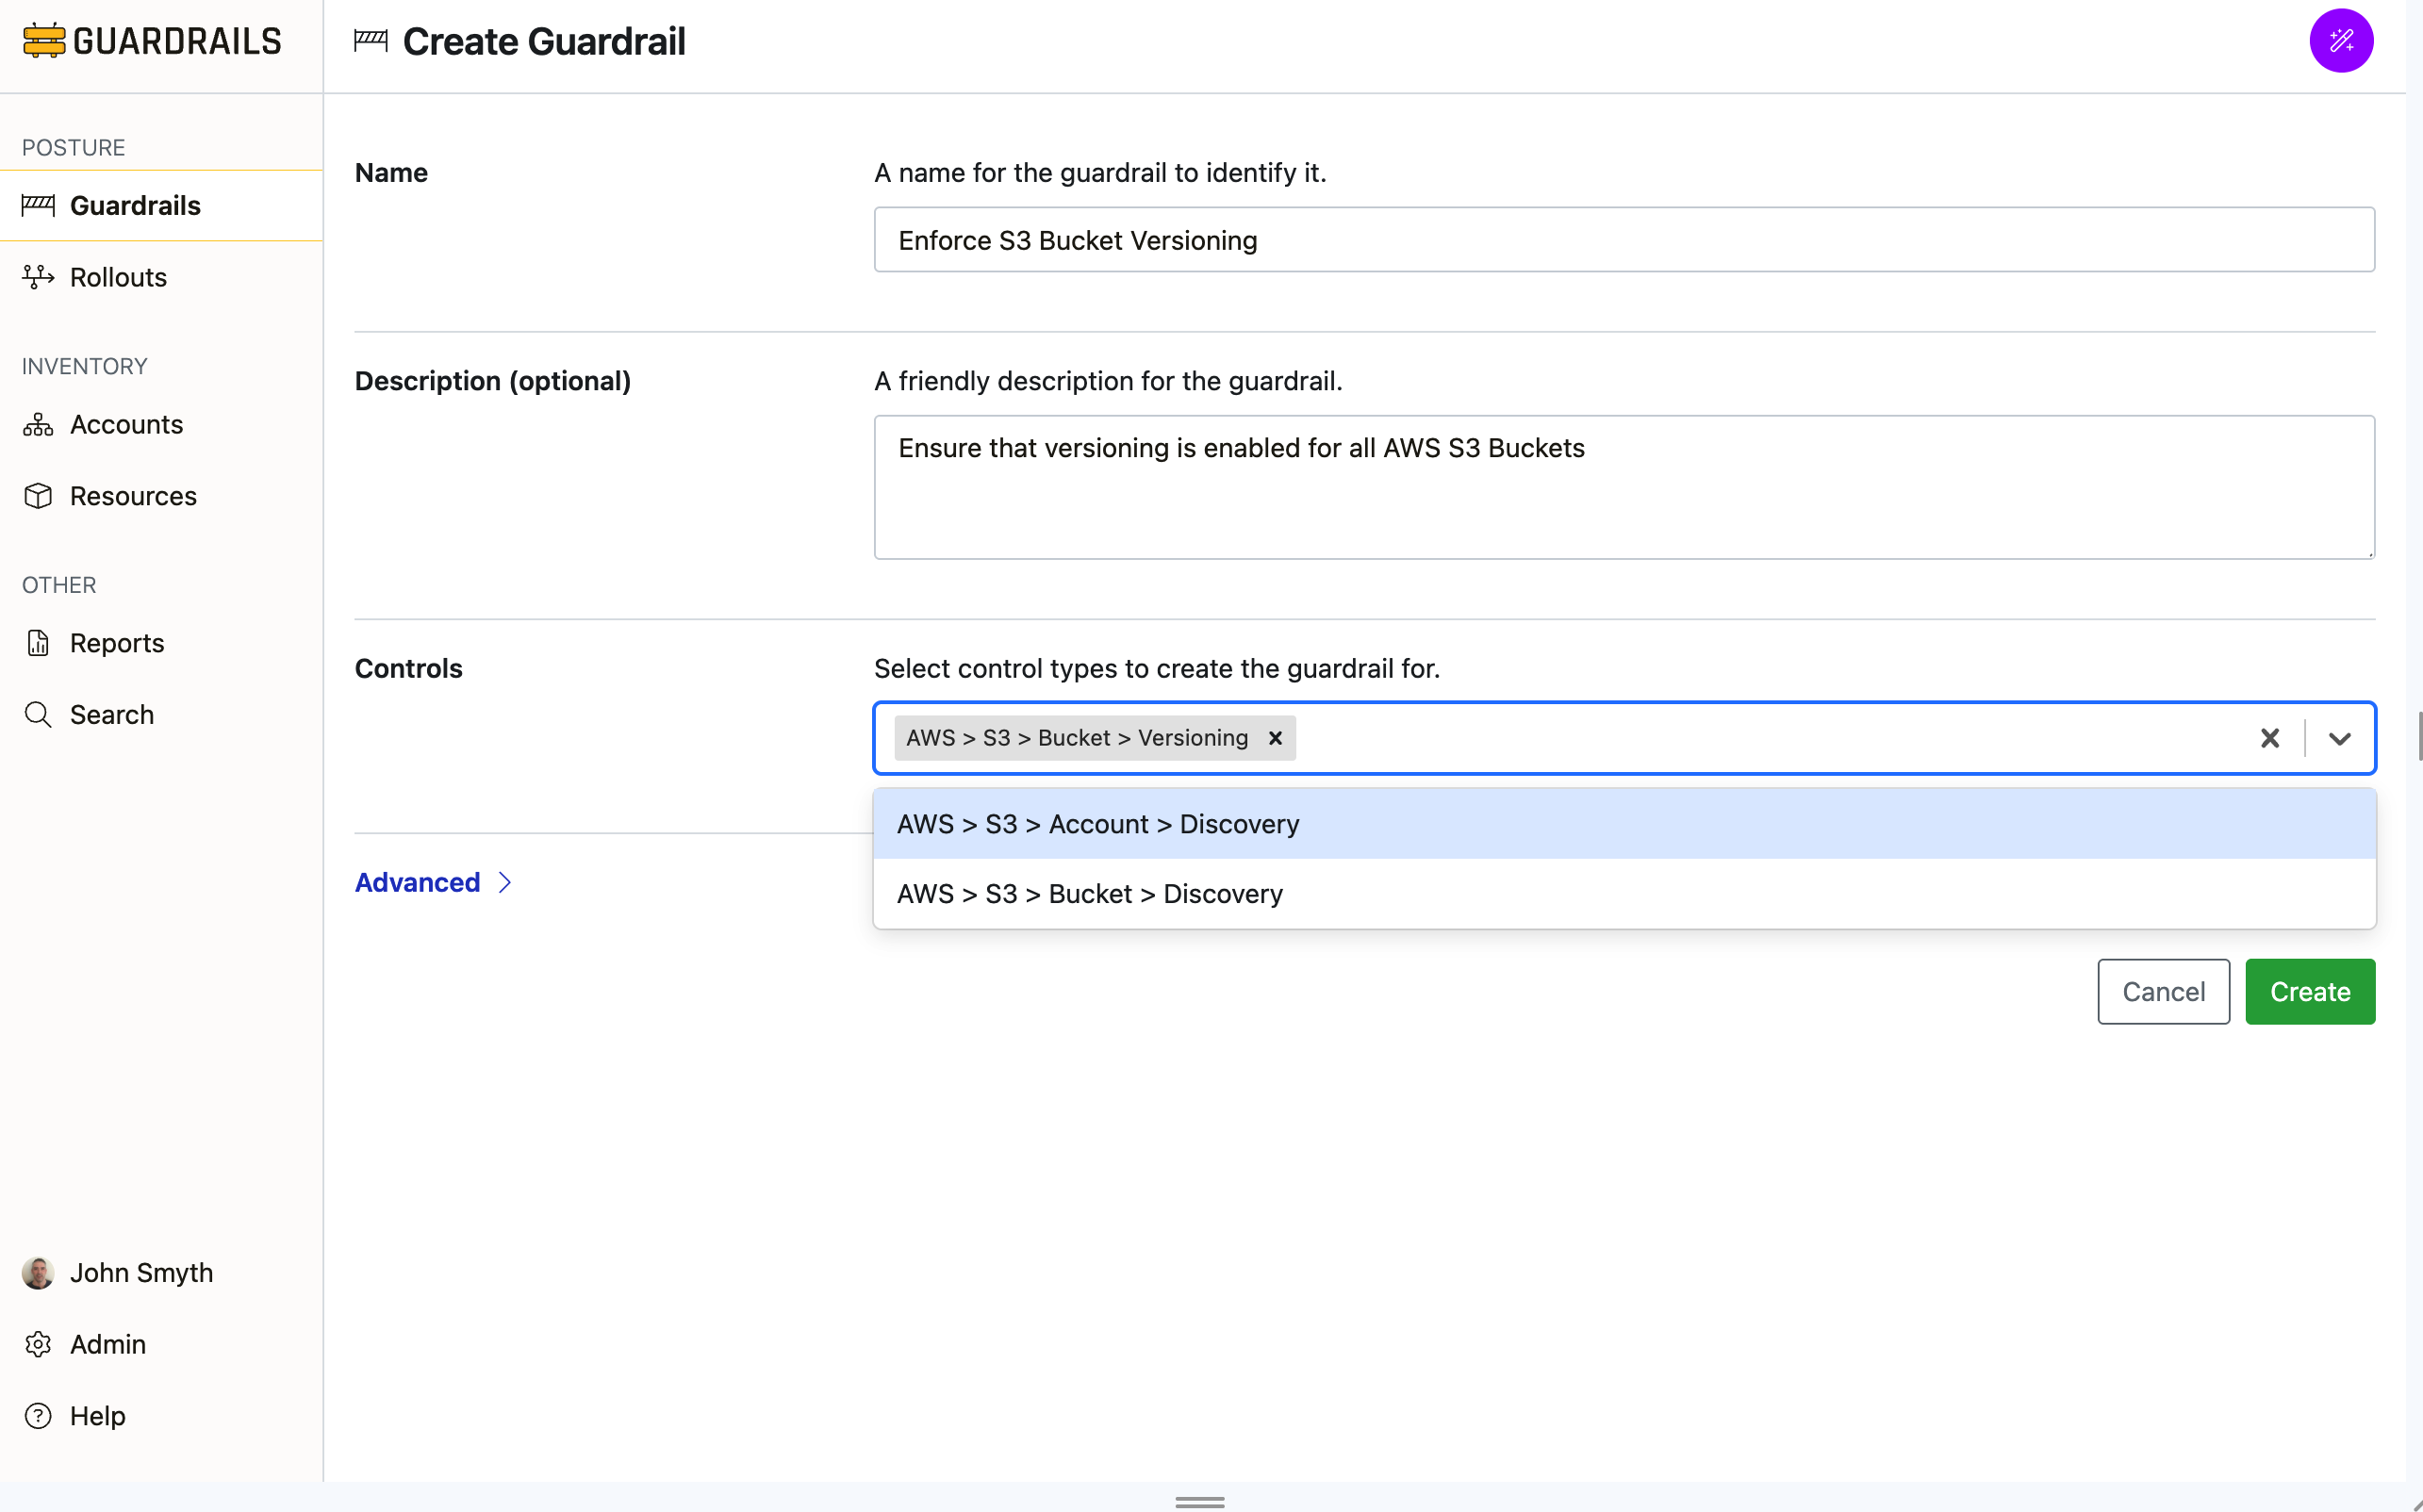 GUARDRAILS
Create Guardrail
POSTURE
Guardrails
Rollouts
INVENTORY
Accounts
Resources
OTHER
Reports
Search
John Smyth
Admin
Help
Name
A name for the guardrail to identify it.
Enforce S3 Bucket Versioning
Description (optional)
A friendly description for the guardrail.
Ensure that versioning is enabled for all AWS S3 Buckets
Controls
Select control types to create the guardrail for.
AWS > S3 > Bucket > Versioning
AWS > S3 > Account > Discovery
AWS > S3 > Bucket > Discovery
Advanced
Cancel
Create